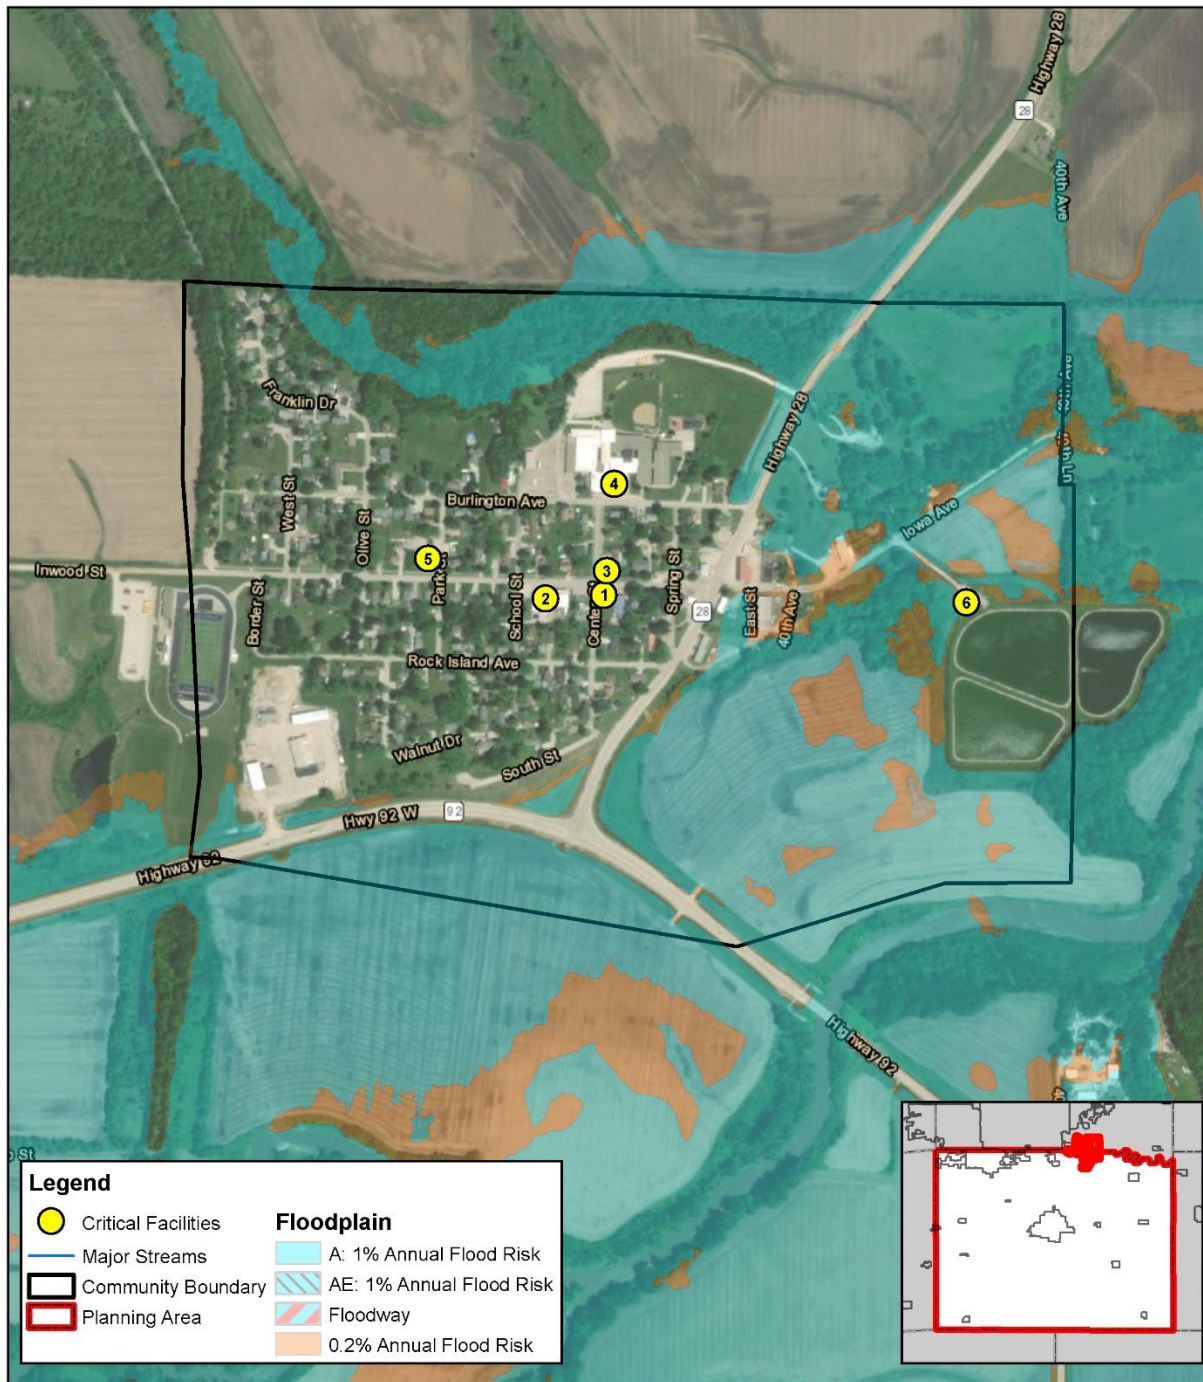 Highway 28
28
40th Ave
Franklin Dr
Highway 28
West St
Burlington Ave
4
Olive St
Iowa Ave
Inwood St
5
Park St
3
Spring St
Border St
School St
2
1
28
East St
40th Ave
6
Rock Island Ave
Walnut Dr
South St
Hwy 92 W
92
Highway 92
Highway 92
Legend
Critical Facilities
Major Streams
Community Boundary
Planning Area
Floodplain
A: 1% Annual Flood Risk
AE: 1% Annual Flood Risk
Floodway
0.2% Annual Flood Risk